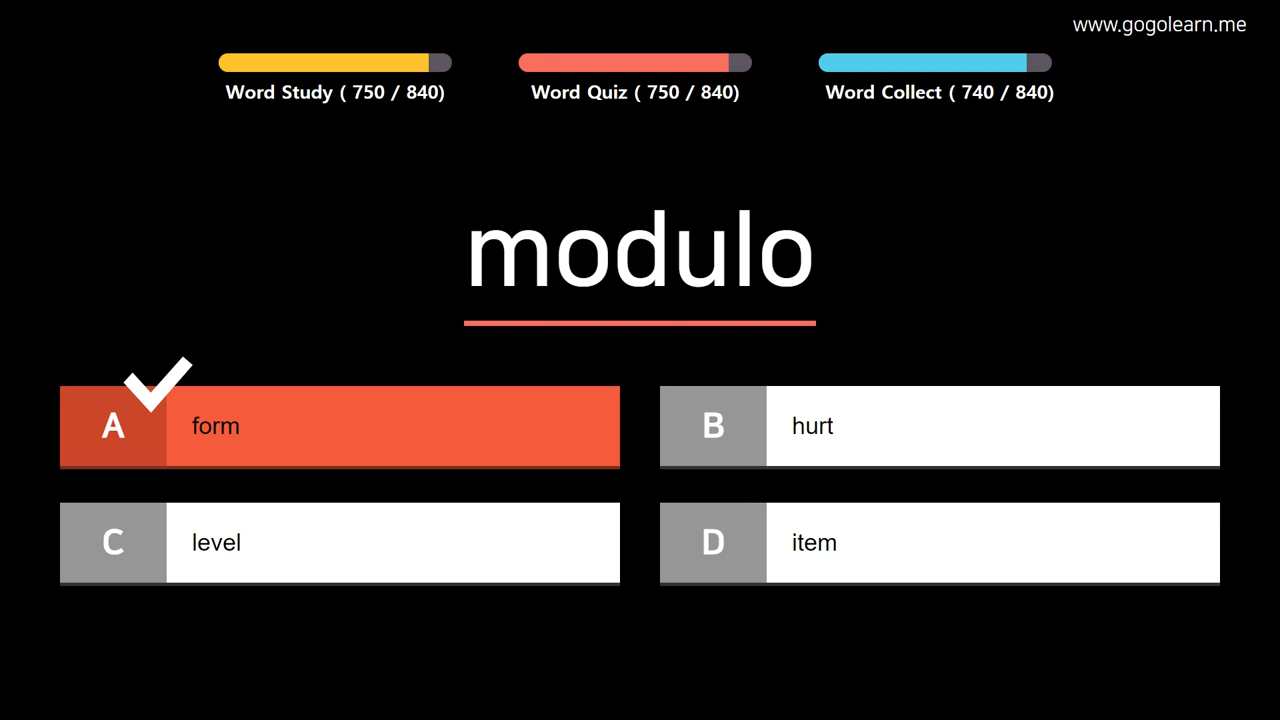 www.gogolearn.me
Word Study ( 750 / 840)
Word Quiz ( 750 / 840)
Word Collect ( 740 / 840)
modulo
A form
B hurt
C level
D item